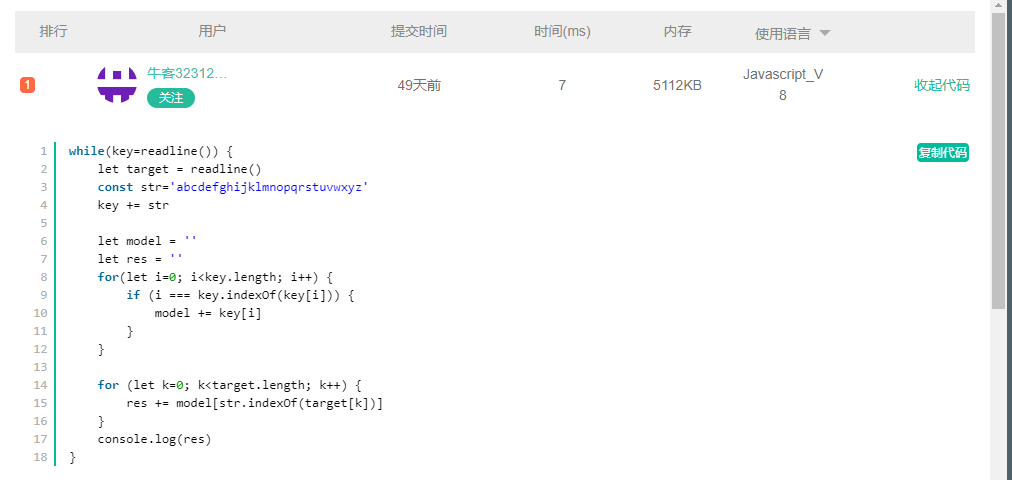 排行 用户 提交时间 时间(ms) 内存 使用语言
1 牛客32312... 49天前 7 5112KB Javascript_V 收起代码
关注 8
复制代码
1 while(key=readline()) {
2     let target = readline()
3     const str='abcdefghijklmnopqrstuvwxyz'
4     key += str
5
6     let model = ''
7     let res = ''
8     for(let i=0; i<key.length; i++) {
9         if (i === key.indexOf(key[i])) {
10             model += key[i]
11         }
12     }
13
14     for (let k=0; k<target.length; k++) {
15         res += model[str.indexOf(target[k])]
16     }
17     console.log(res)
18 }